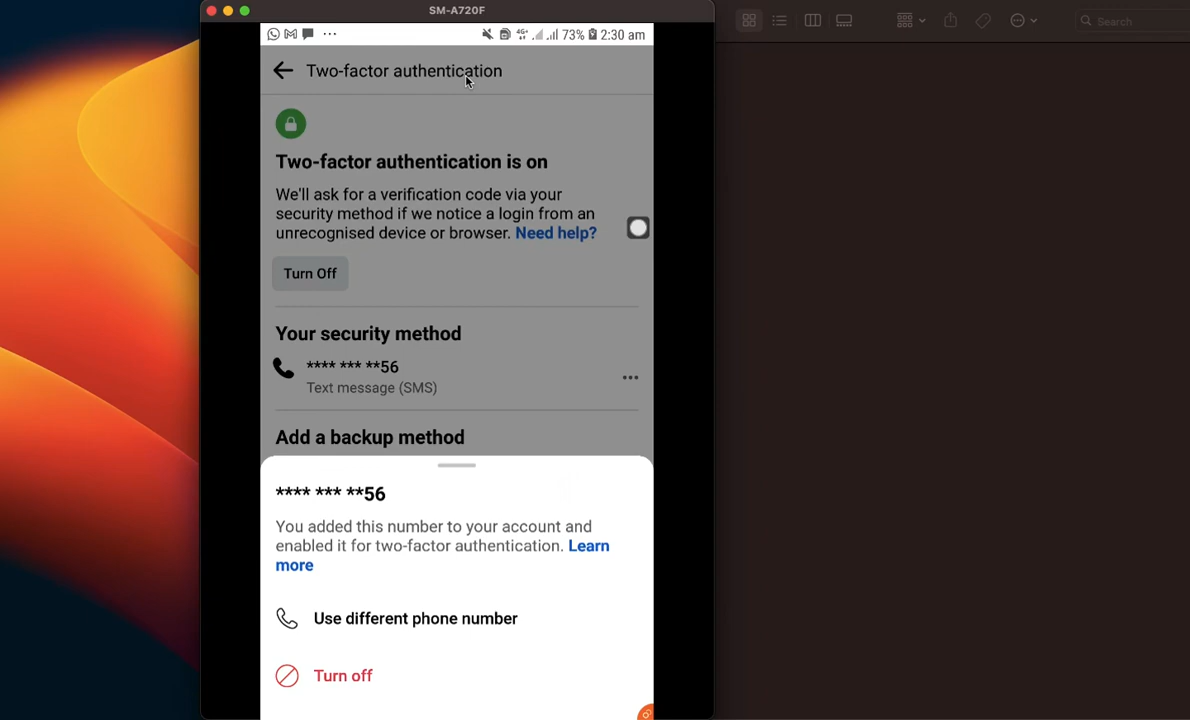 SM-A720F
73% 2:30 am
Search
Two-factor authentication
Two-factor authentication is on
We'll ask for a verification code via your
security method if we notice a login from an
unrecognised device or browser. Need help?
Turn Off
Your security method
**** *** **56
Text message (SMS)
Add a backup method
**** *** **56
You added this number to your account and
enabled it for two-factor authentication. Learn
more
Use different phone number
Turn off